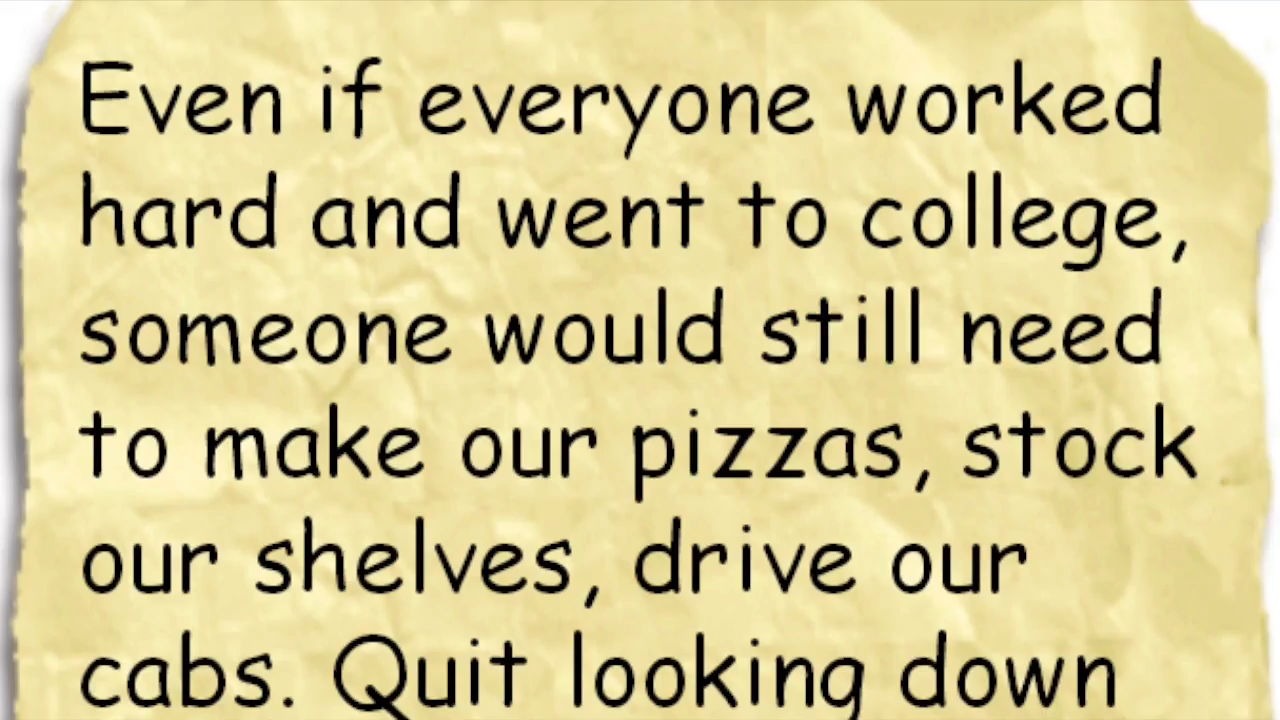 Even if everyone worked
hard and went to college,
someone would still need
to make our pizzas, stock
our shelves, drive our
cabs. Quit looking down